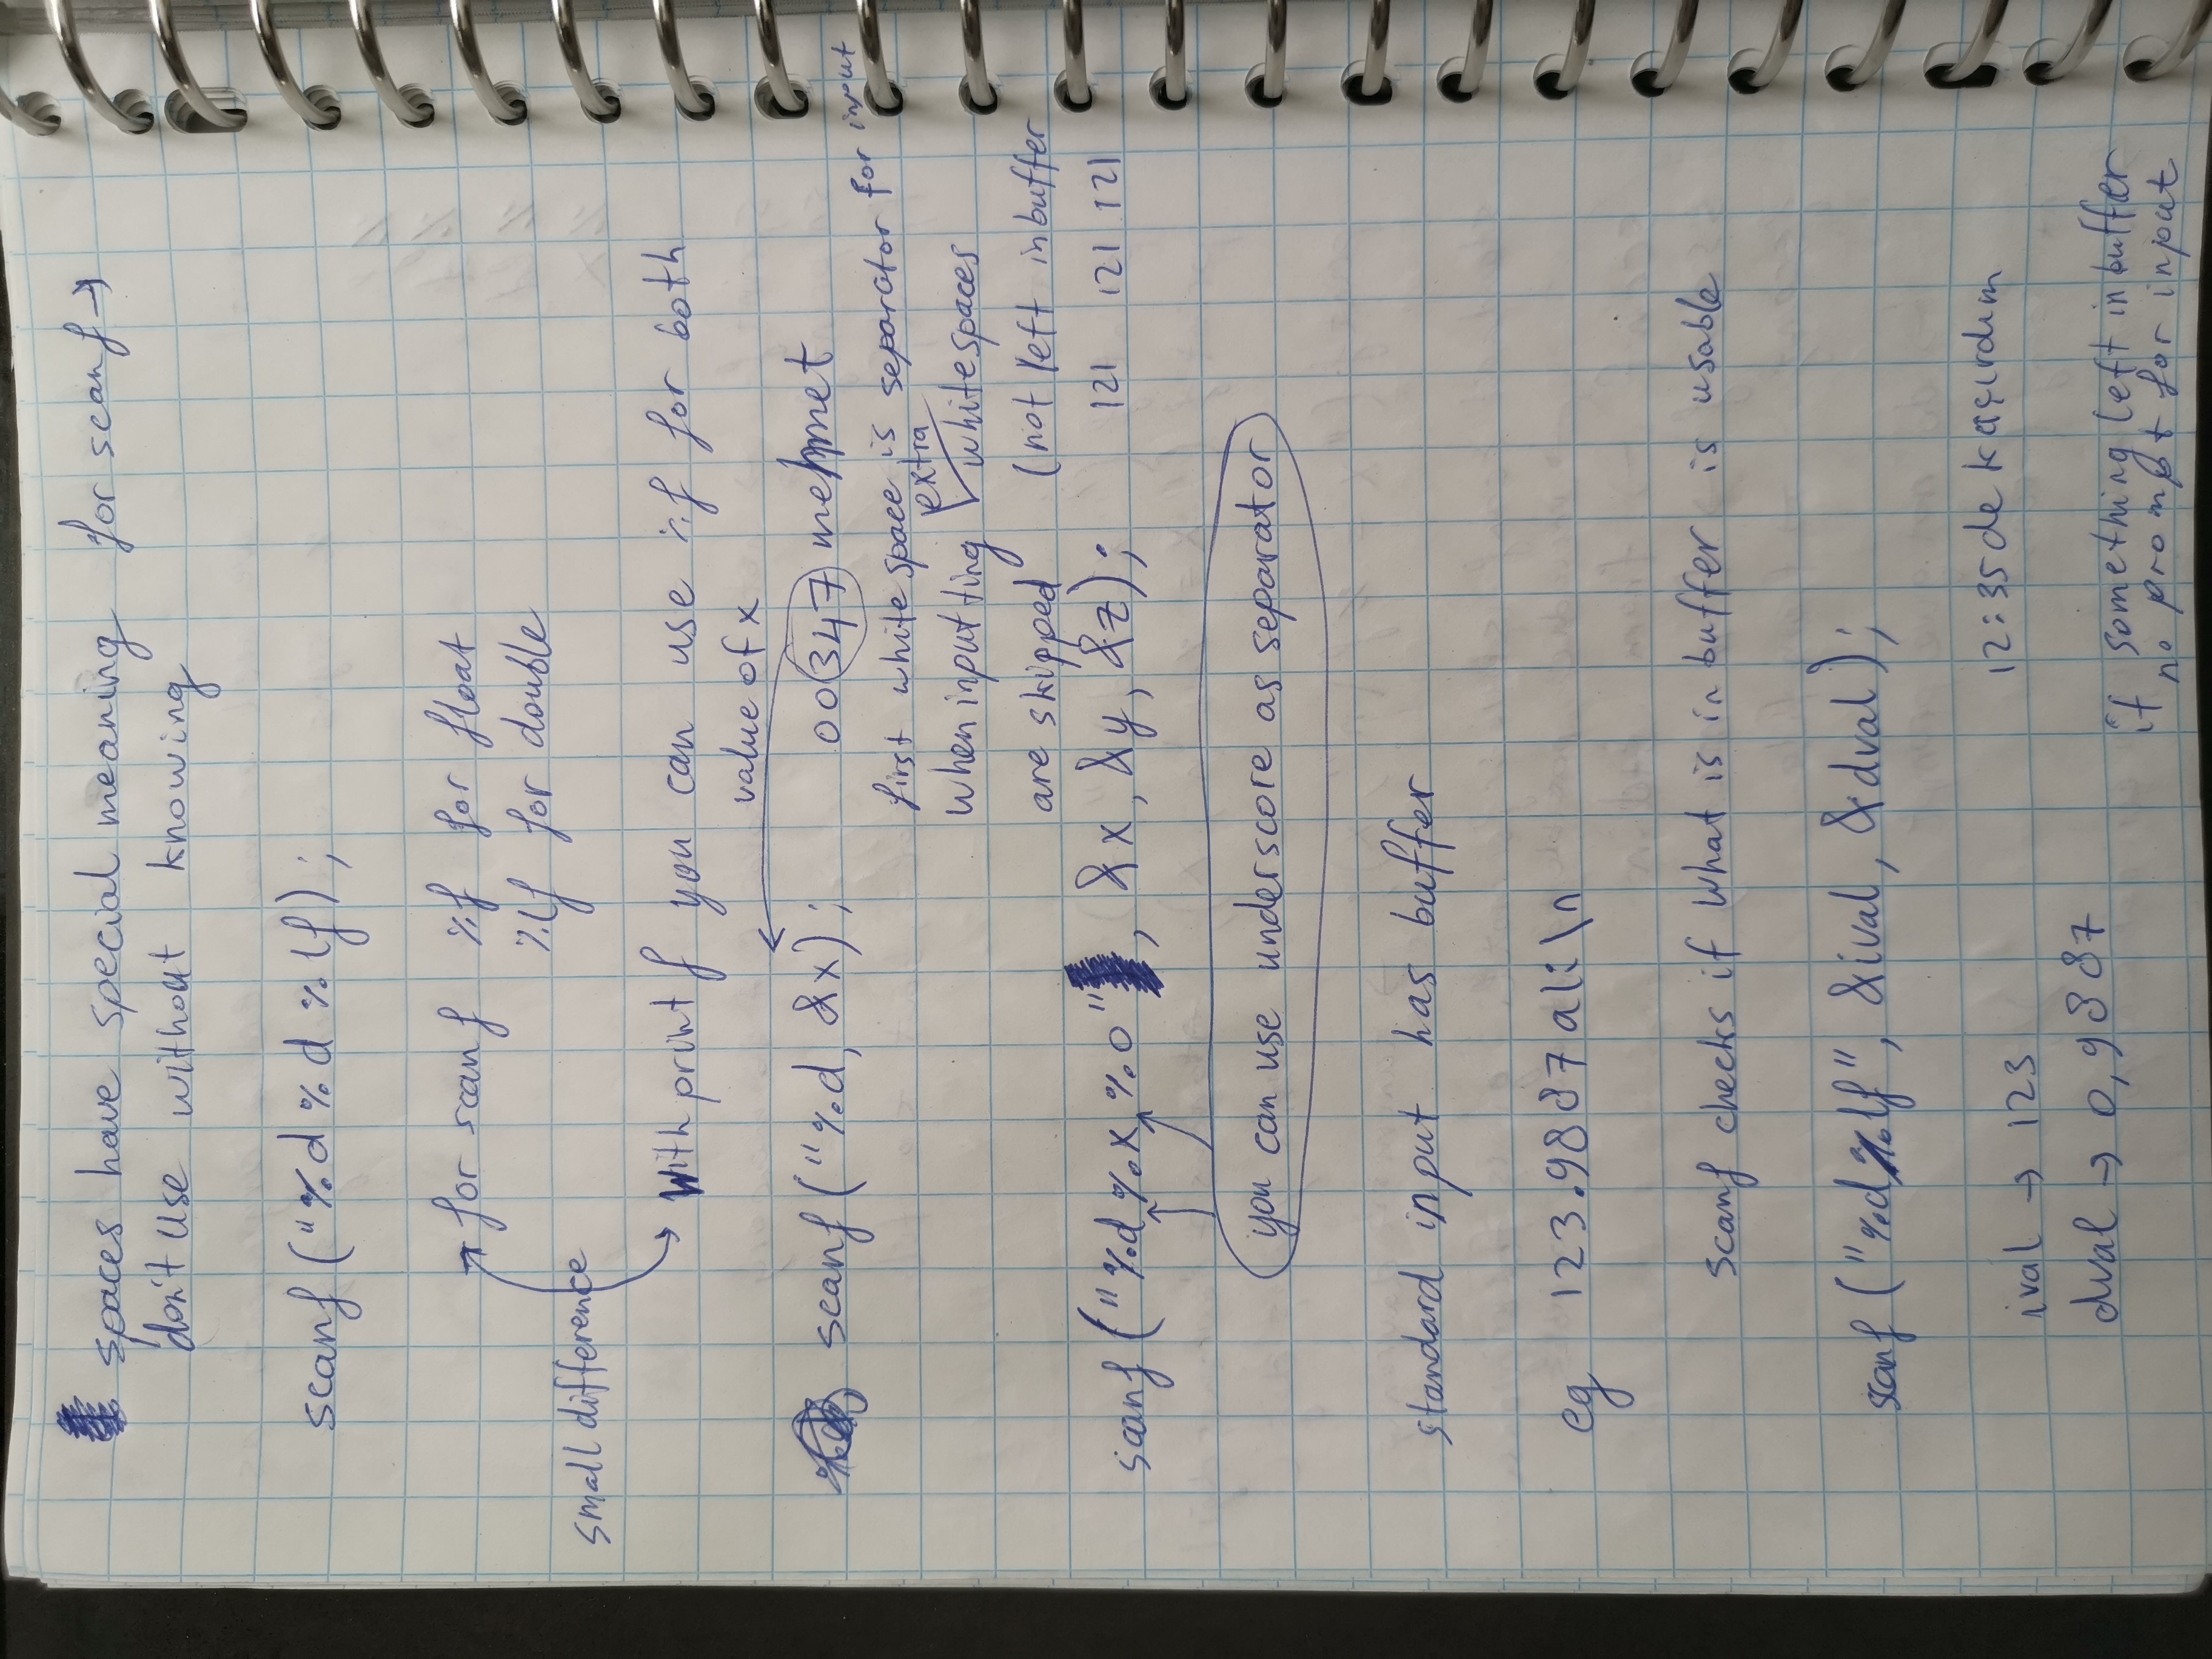 spaces have special meaning for scanf →
don't use without knowing
scanf ("%d %d %lf);
→ for scanf %f for float
%lf for double
small difference
→ With printf you can use %f for both
value of x
scanf ("%d, &x); 00347 mehmet
first white space is separator for input
when inputting extra whitespaces
are skipped (not left in buffer
scanf ("%d_%x_%o", &x, &y, &z); 121 121 121
you can use underscore as separator
standard input has buffer
eg 123.9887ali\n
scanf checks if what is in buffer is usable
scanf ("%d%lf", &ival, &dval);
12:35 de kaçırdım
ival → 123
dval → 0,9887
if something left in buffer
no prompt for input